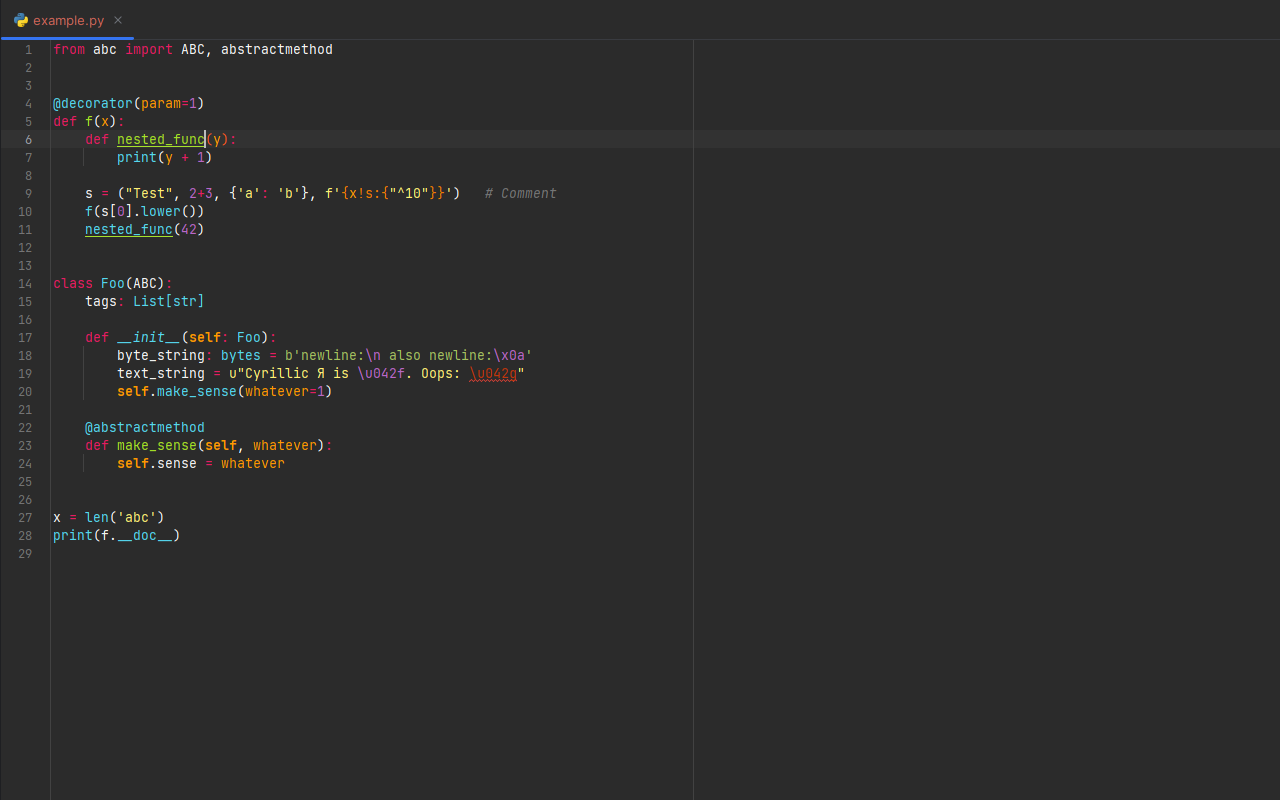 example.py
1 from abc import ABC, abstractmethod
2
3
4 @decorator(param=1)
5 def f(x):
6     def nested_func(y):
7         print(y + 1)
8
9     s = ("Test", 2+3, {'a': 'b'}, f'{x!s:{"^10"}}')   # Comment
10     f(s[0].lower())
11     nested_func(42)
12
13
14 class Foo(ABC):
15     tags: List[str]
16
17     def __init__(self: Foo):
18         byte_string: bytes = b'newline:\n also newline:\x0a'
19         text_string = u"Cyrillic Я is \u042f. Oops: \u042g"
20         self.make_sense(whatever=1)
21
22     @abstractmethod
23     def make_sense(self, whatever):
24         self.sense = whatever
25
26
27 x = len('abc')
28 print(f.__doc__)
29